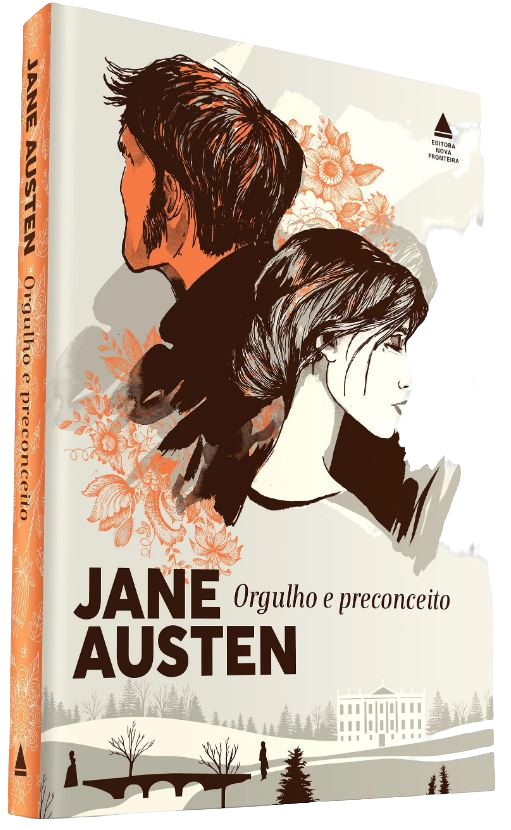 JANE AUSTEN Orgulho e preconceito
EDITORA
NOVA
FRONTEIRA
JANE
AUSTEN
Orgulho e preconceito